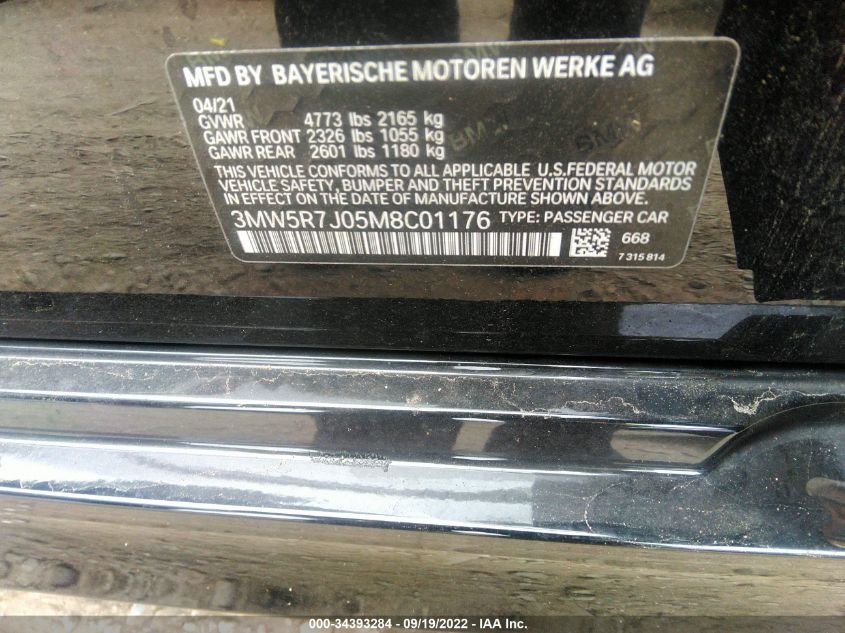 MFD BY BAYERISCHE MOTOREN WERKE AG
04/21
GVWR 4773 lbs 2165 kg
GAWR FRONT 2326 lbs 1055 kg
GAWR REAR 2601 lbs 1180 kg
THIS VEHICLE CONFORMS TO ALL APPLICABLE U.S.FEDERAL MOTOR
VEHICLE SAFETY, BUMPER AND THEFT PREVENTION STANDARDS
IN EFFECT ON THE DATE OF MANUFACTURE SHOWN ABOVE.
3MW5R7J05M8C01176 TYPE: PASSENGER CAR
668
7 315 814
000-34393284 - 09/19/2022 - IAA Inc.